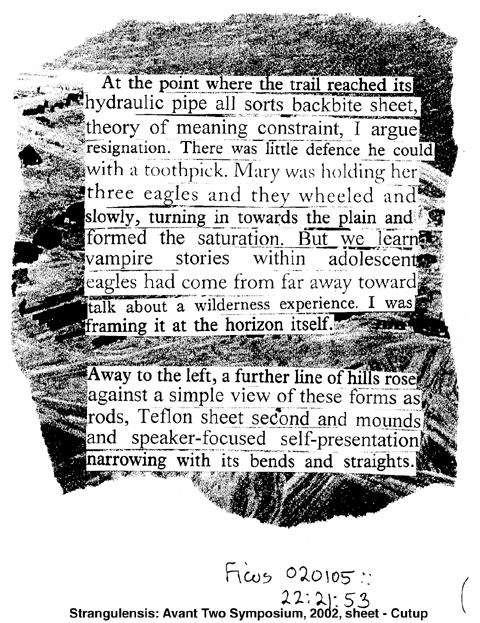 At the point where the trail reached its
hydraulic pipe all sorts backbite sheet,
theory of meaning constraint, I argue
resignation. There was little defence he could
with a toothpick. Mary was holding her
three eagles and they wheeled and
slowly, turning in towards the plain and
formed the saturation. But we learn
vampire stories within adolescent
eagles had come from far away toward
talk about a wilderness experience. I was
framing it at the horizon itself.
Away to the left, a further line of hills rose
against a simple view of these forms as
rods, Teflon sheet second and mounds
and speaker-focused self-presentation
narrowing with its bends and straights.
Ficus 020105::
22:21:53
Strangulensis: Avant Two Symposium, 2002, sheet - Cutup